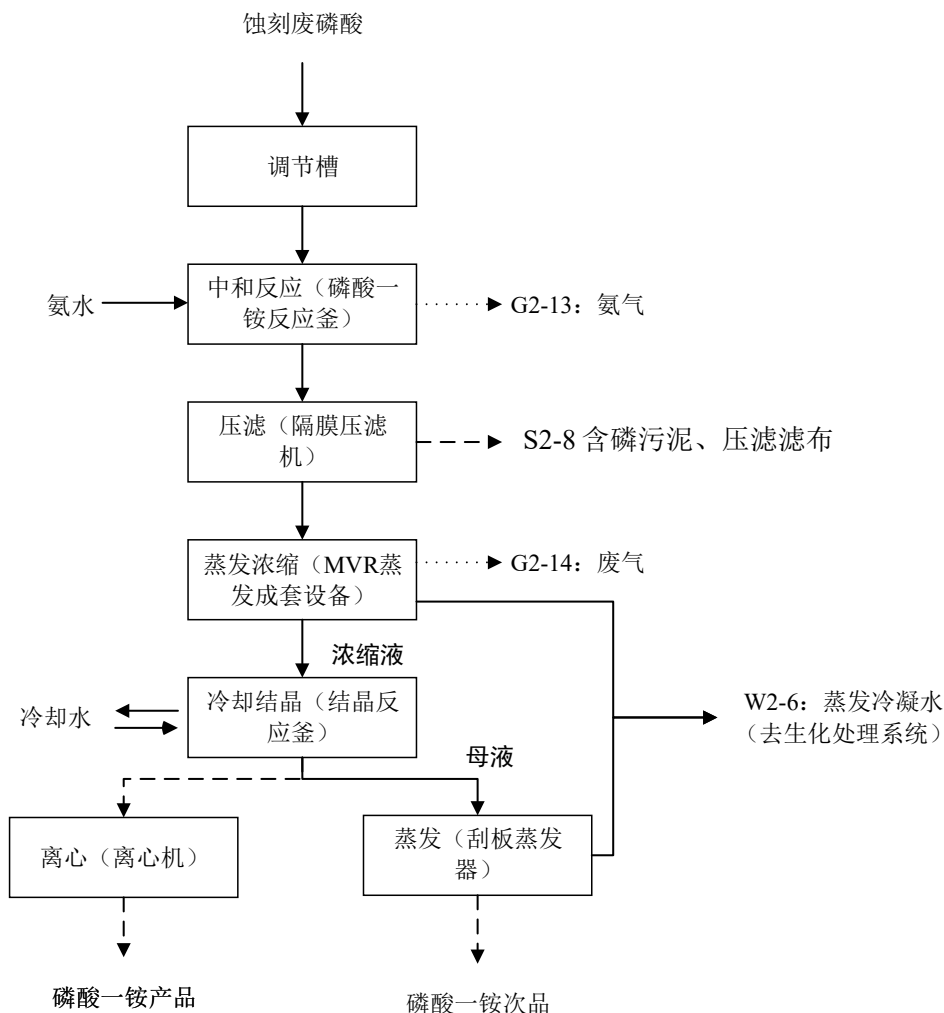 蚀刻废磷酸
调节槽
中和反应（磷酸一
铵反应釜）
氨水
G2-13：氨气
压滤（隔膜压滤
机）
S2-8 含磷污泥、压滤滤布
蒸发浓缩（MVR蒸
发成套设备）
G2-14：废气
浓缩液
冷却结晶（结晶反
应釜）
冷却水
W2-6：蒸发冷凝水
（去生化处理系统）
母液
离心（离心机）
蒸发（刮板蒸发
器）
磷酸一铵产品
磷酸一铵次品